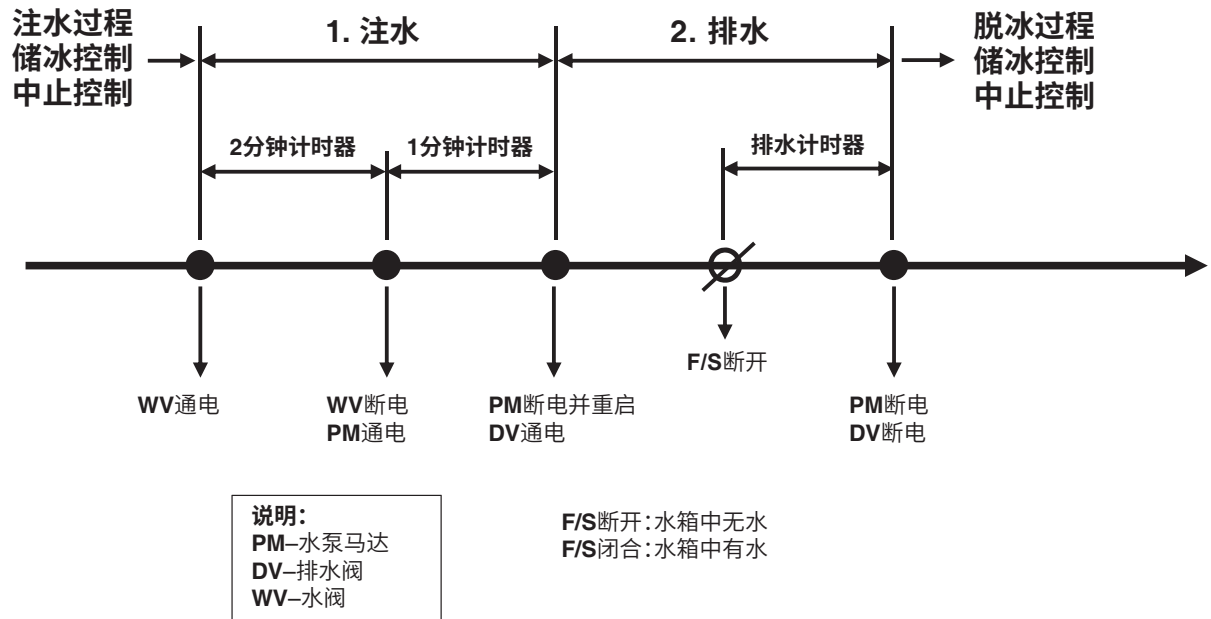 注水过程
储冰控制
中止控制
1. 注水
2. 排水
脱冰过程
储冰控制
中止控制
2分钟计时器
1分钟计时器
排水计时器
F/S断开
WV通电
WV断电
PM通电
PM断电并重启
DV通电
PM断电
DV断电
说明：
PM–水泵马达
DV–排水阀
WV–水阀
F/S断开：水箱中无水
F/S闭合：水箱中有水